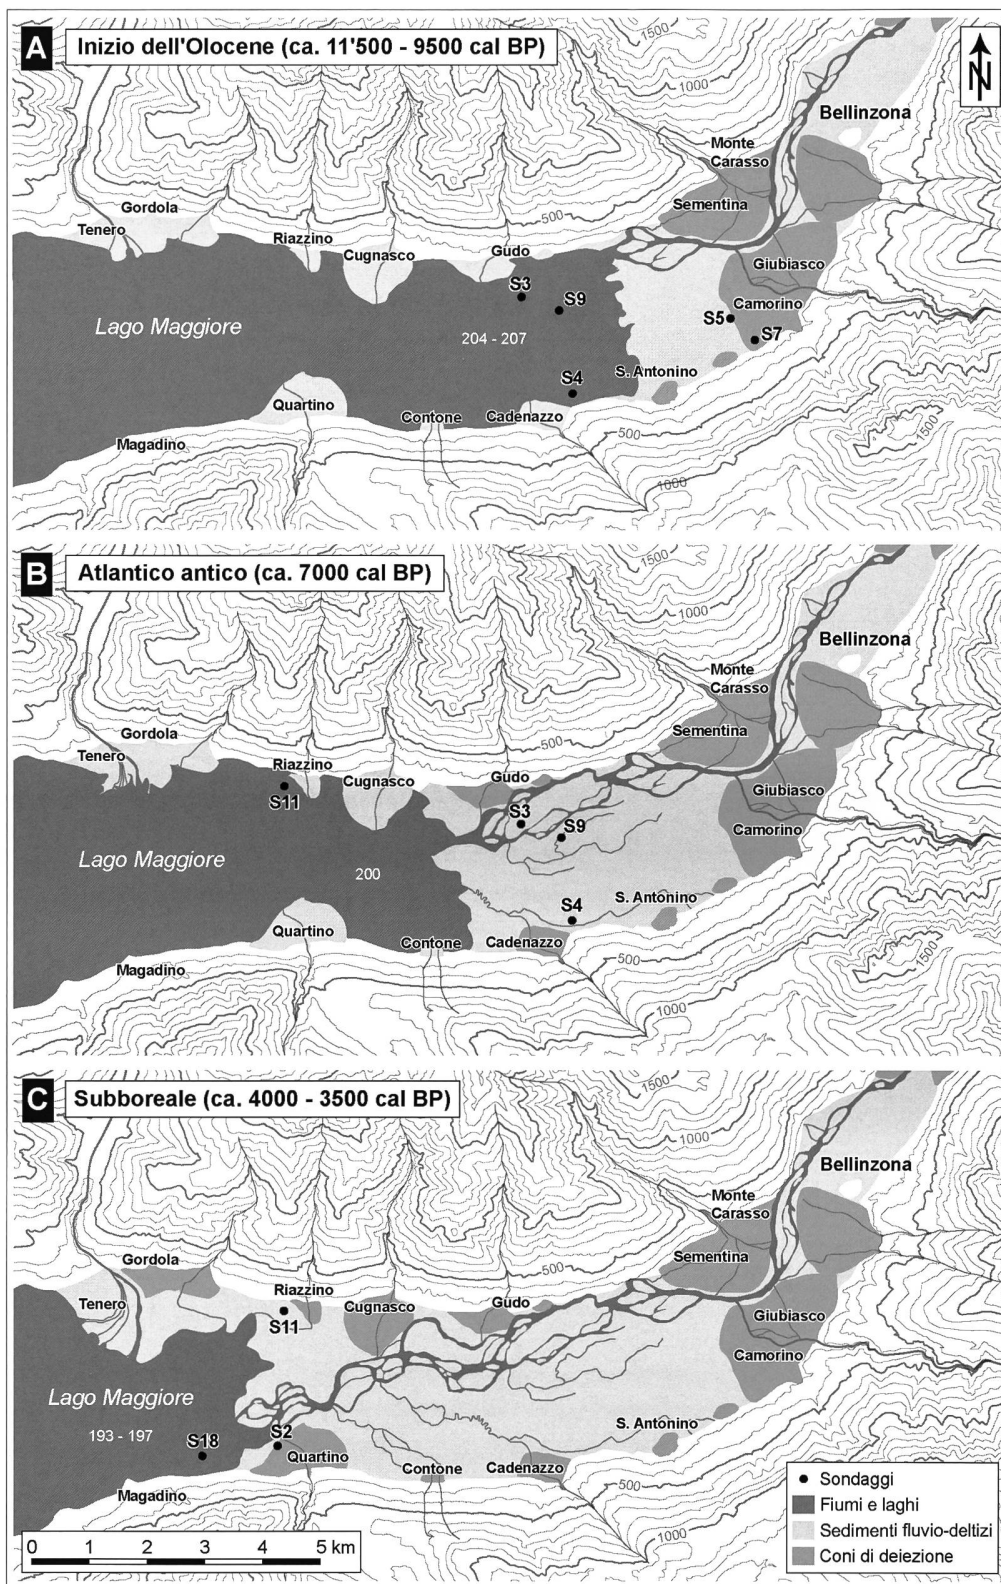 A
Inizio dell'Olocene (ca. 11'500 - 9500 cal BP)
N
1500
1000
Bellinzona
Monte
Carasso
Sementina
Gordola
500
Tenero
Riazzino
Cugnasco
Gudo
Giubiasco
S3
S9
Camorino
S5
S7
Lago Maggiore
204 - 207
S. Antonino
S4
Quartino
Contone
Cadenazzo
Magadino
500
1000
1500
B
Atlantico antico (ca. 7000 cal BP)
1500
1000
Bellinzona
Monte
Carasso
Sementina
Gordola
500
Tenero
Riazzino
Cugnasco
Gudo
Giubiasco
S11
S3
S9
Camorino
Lago Maggiore
200
S. Antonino
S4
Quartino
Contone
Cadenazzo
Magadino
500
1000
1500
C
Subboreale (ca. 4000 - 3500 cal BP)
1500
1000
Bellinzona
Monte
Carasso
Sementina
Gordola
500
Tenero
Riazzino
Cugnasco
Gudo
Giubiasco
S11
Camorino
Lago Maggiore
193 - 197
S18
S2
S. Antonino
Quartino
Contone
Cadenazzo
Magadino
500
1000
0 1 2 3 4 5 km
Sondaggi
Fiumi e laghi
Sedimenti fluvio-deltizi
Coni di deiezione